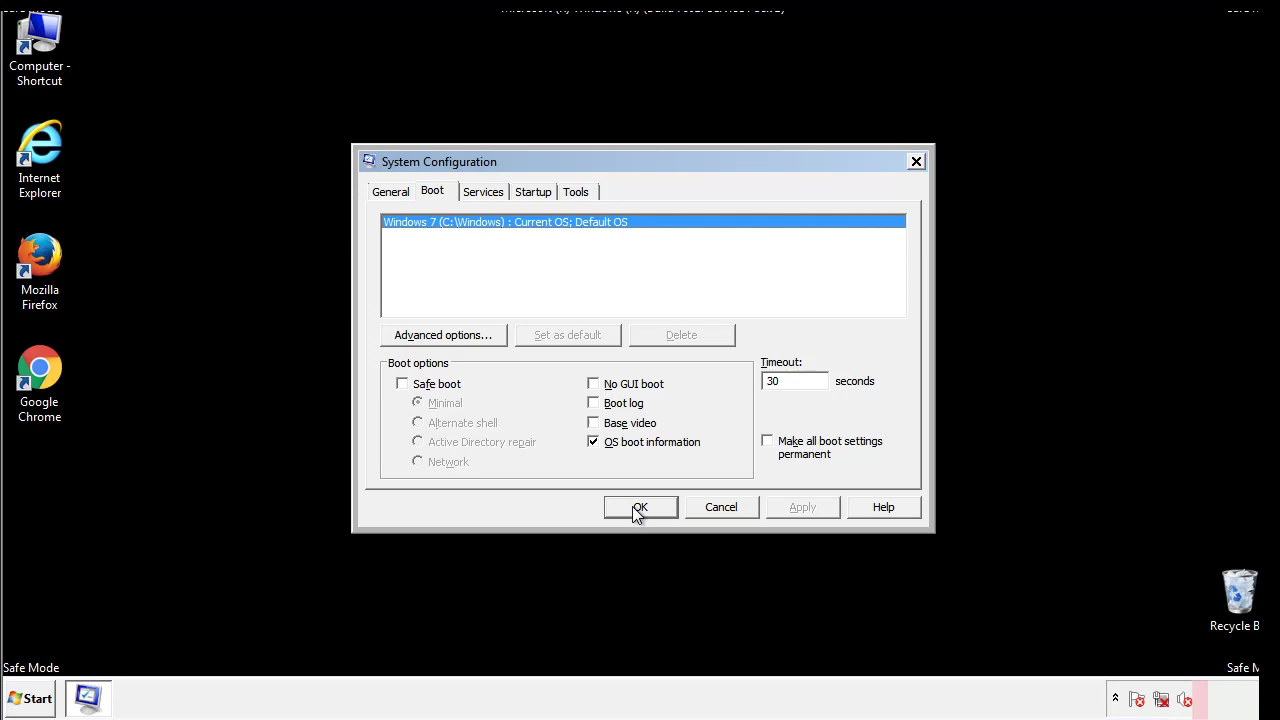 Computer -
Shortcut
Internet
Explorer
Mozilla
Firefox
Google
Chrome
System Configuration
General Boot Services Startup Tools
Windows 7 (C:\Windows) : Current OS; Default OS
Advanced options... Set as default Delete
Boot options
Safe boot
Minimal
Alternate shell
Active Directory repair
Network
No GUI boot
Boot log
Base video
OS boot information
Timeout:
30 seconds
Make all boot settings
permanent
OK Cancel Apply Help
Recycle B
Safe Mode
Safe M
Start